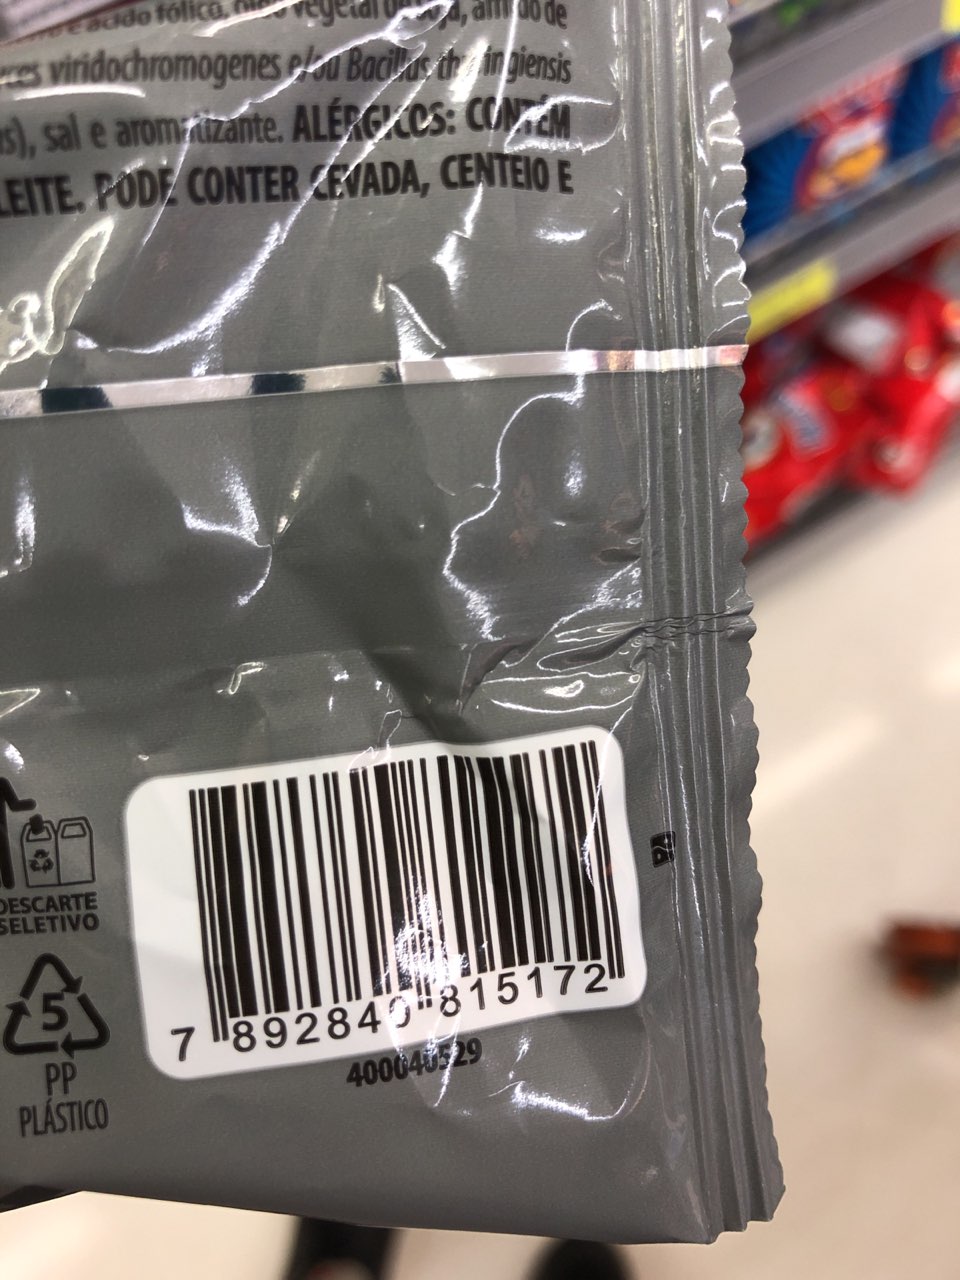 e ácido fólico, óleo vegetal de soja, amido de
viridochromogenes e/ou Bacillus thuringiensis
sal e aromatizante. ALÉRGICOS: CONTÉM
LEITE. PODE CONTER CEVADA, CENTEIO E
DESCARTE
SELETIVO
5
PP
PLÁSTICO
7 892840 815172
400040529